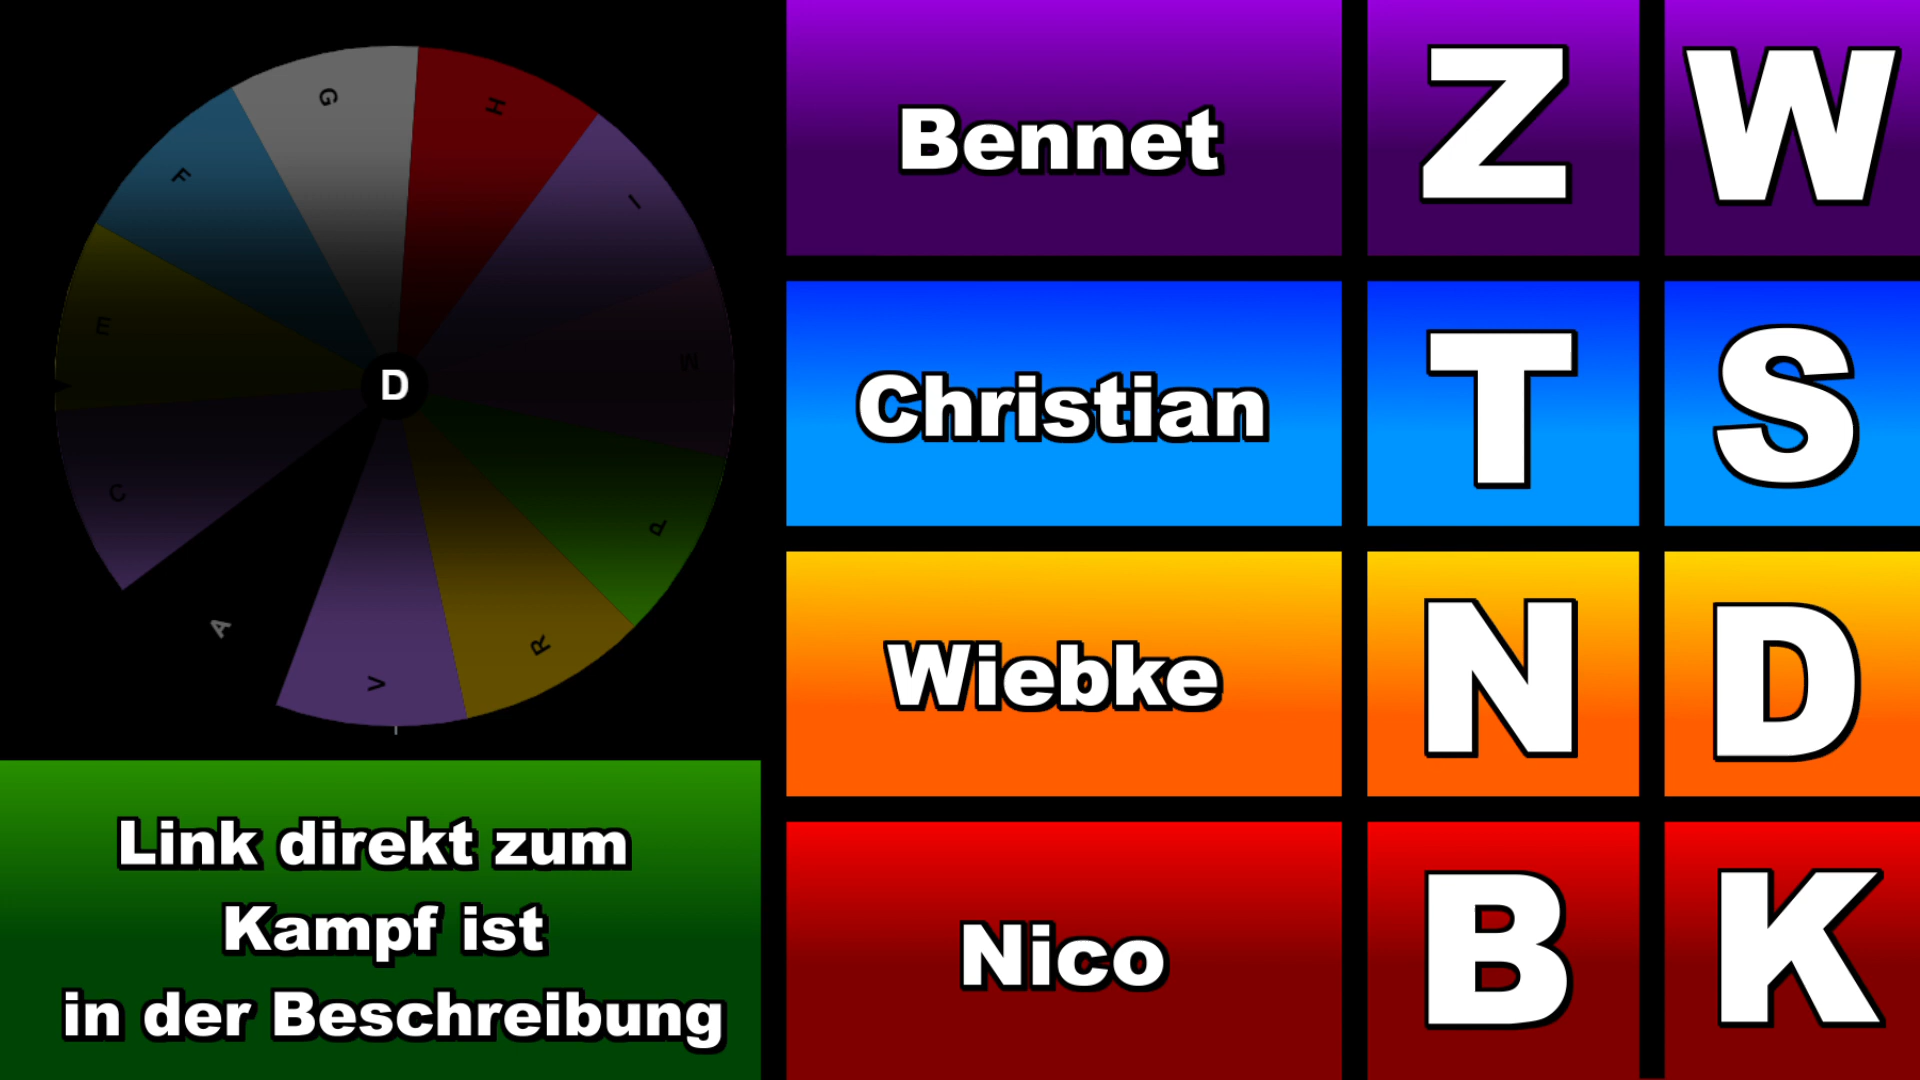 G
H
F
I
E
M
D
C
P
A
R
V
Bennet
Z
W
Christian
T
S
Wiebke
N
D
Nico
B
K
Link direkt zum
Kampf ist
in der Beschreibung